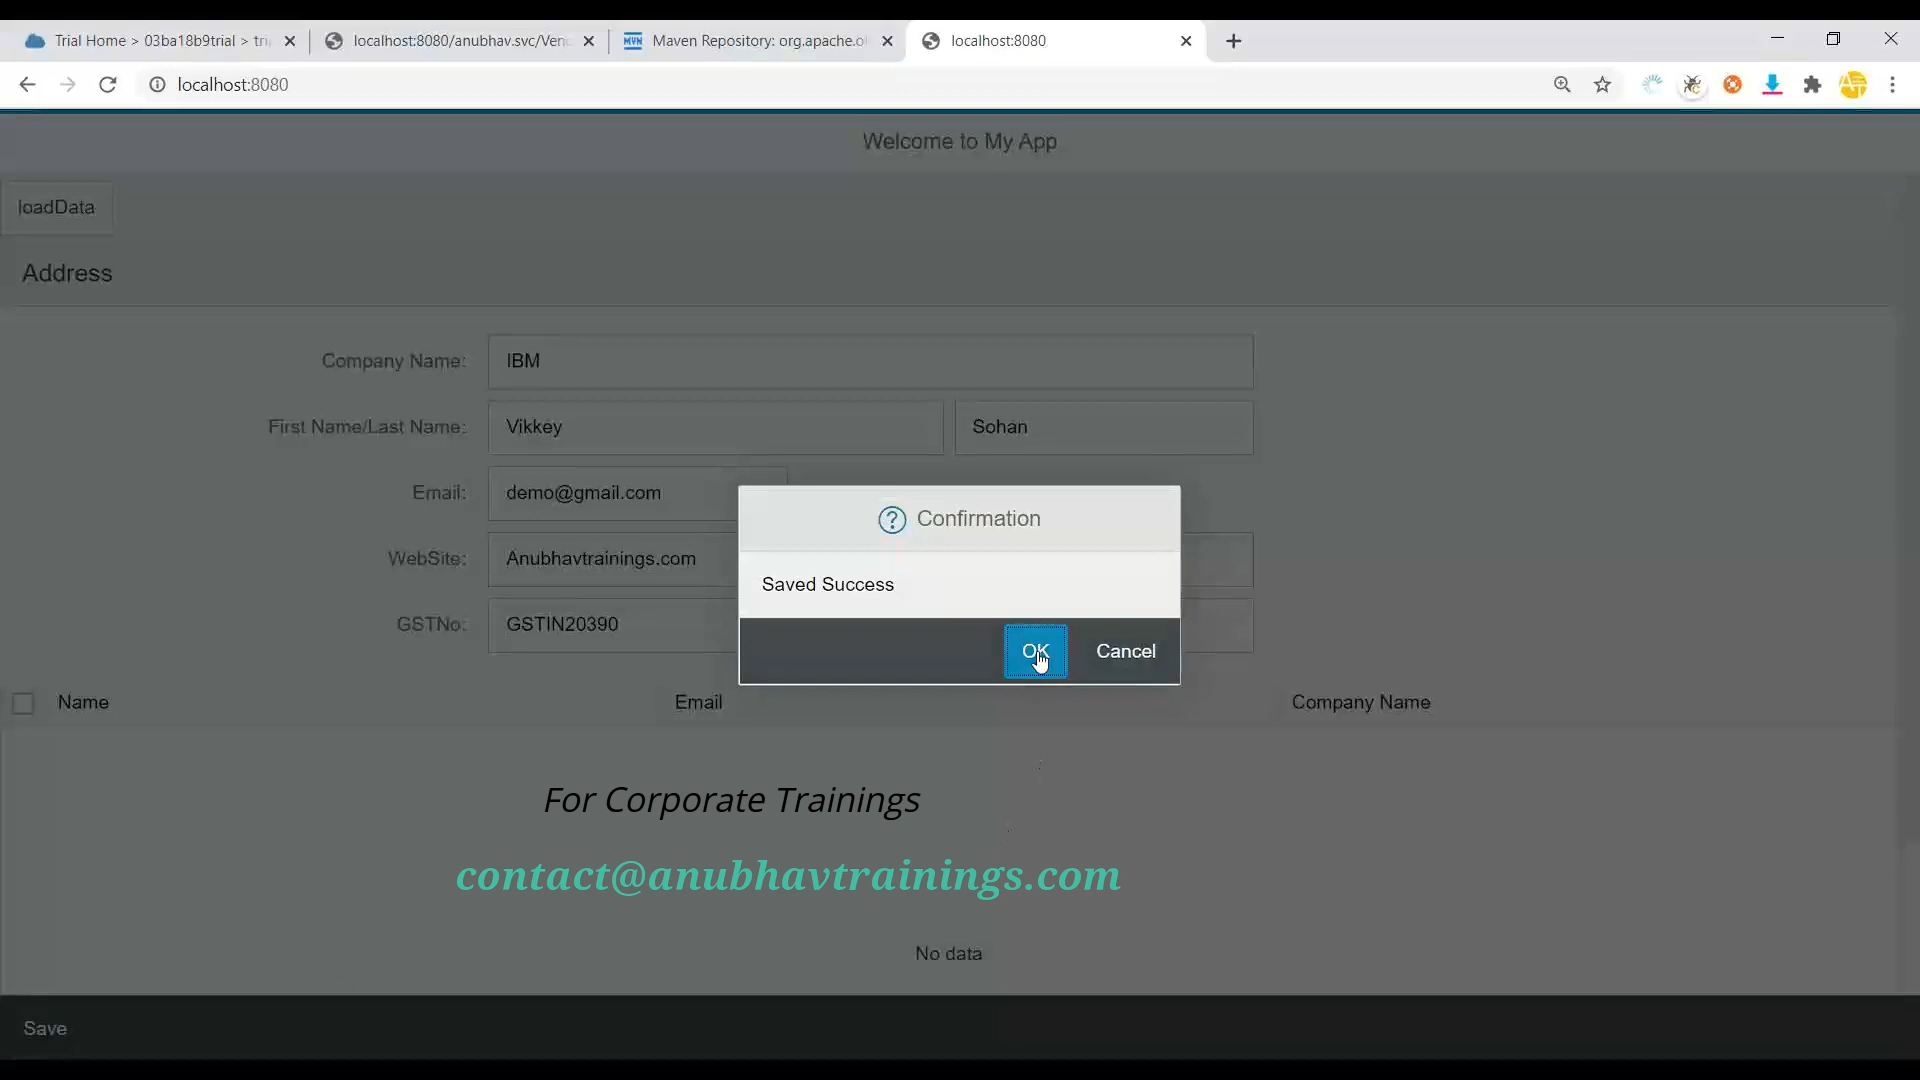 Trial Home > 03ba18b9trial > tri
localhost:8080/anubhav.svc/Ven
MVN
Maven Repository: org.apache.o
localhost:8080
localhost:8080
Welcome to My App
loadData
Address
Company Name:
IBM
First Name/Last Name:
Vikkey
Sohan
Email:
demo@gmail.com
WebSite:
Anubhavtrainings.com
GSTNo:
GSTIN20390
Confirmation
Saved Success
OK
Cancel
Name
Email
Company Name
For Corporate Trainings
contact@anubhavtrainings.com
No data
Save